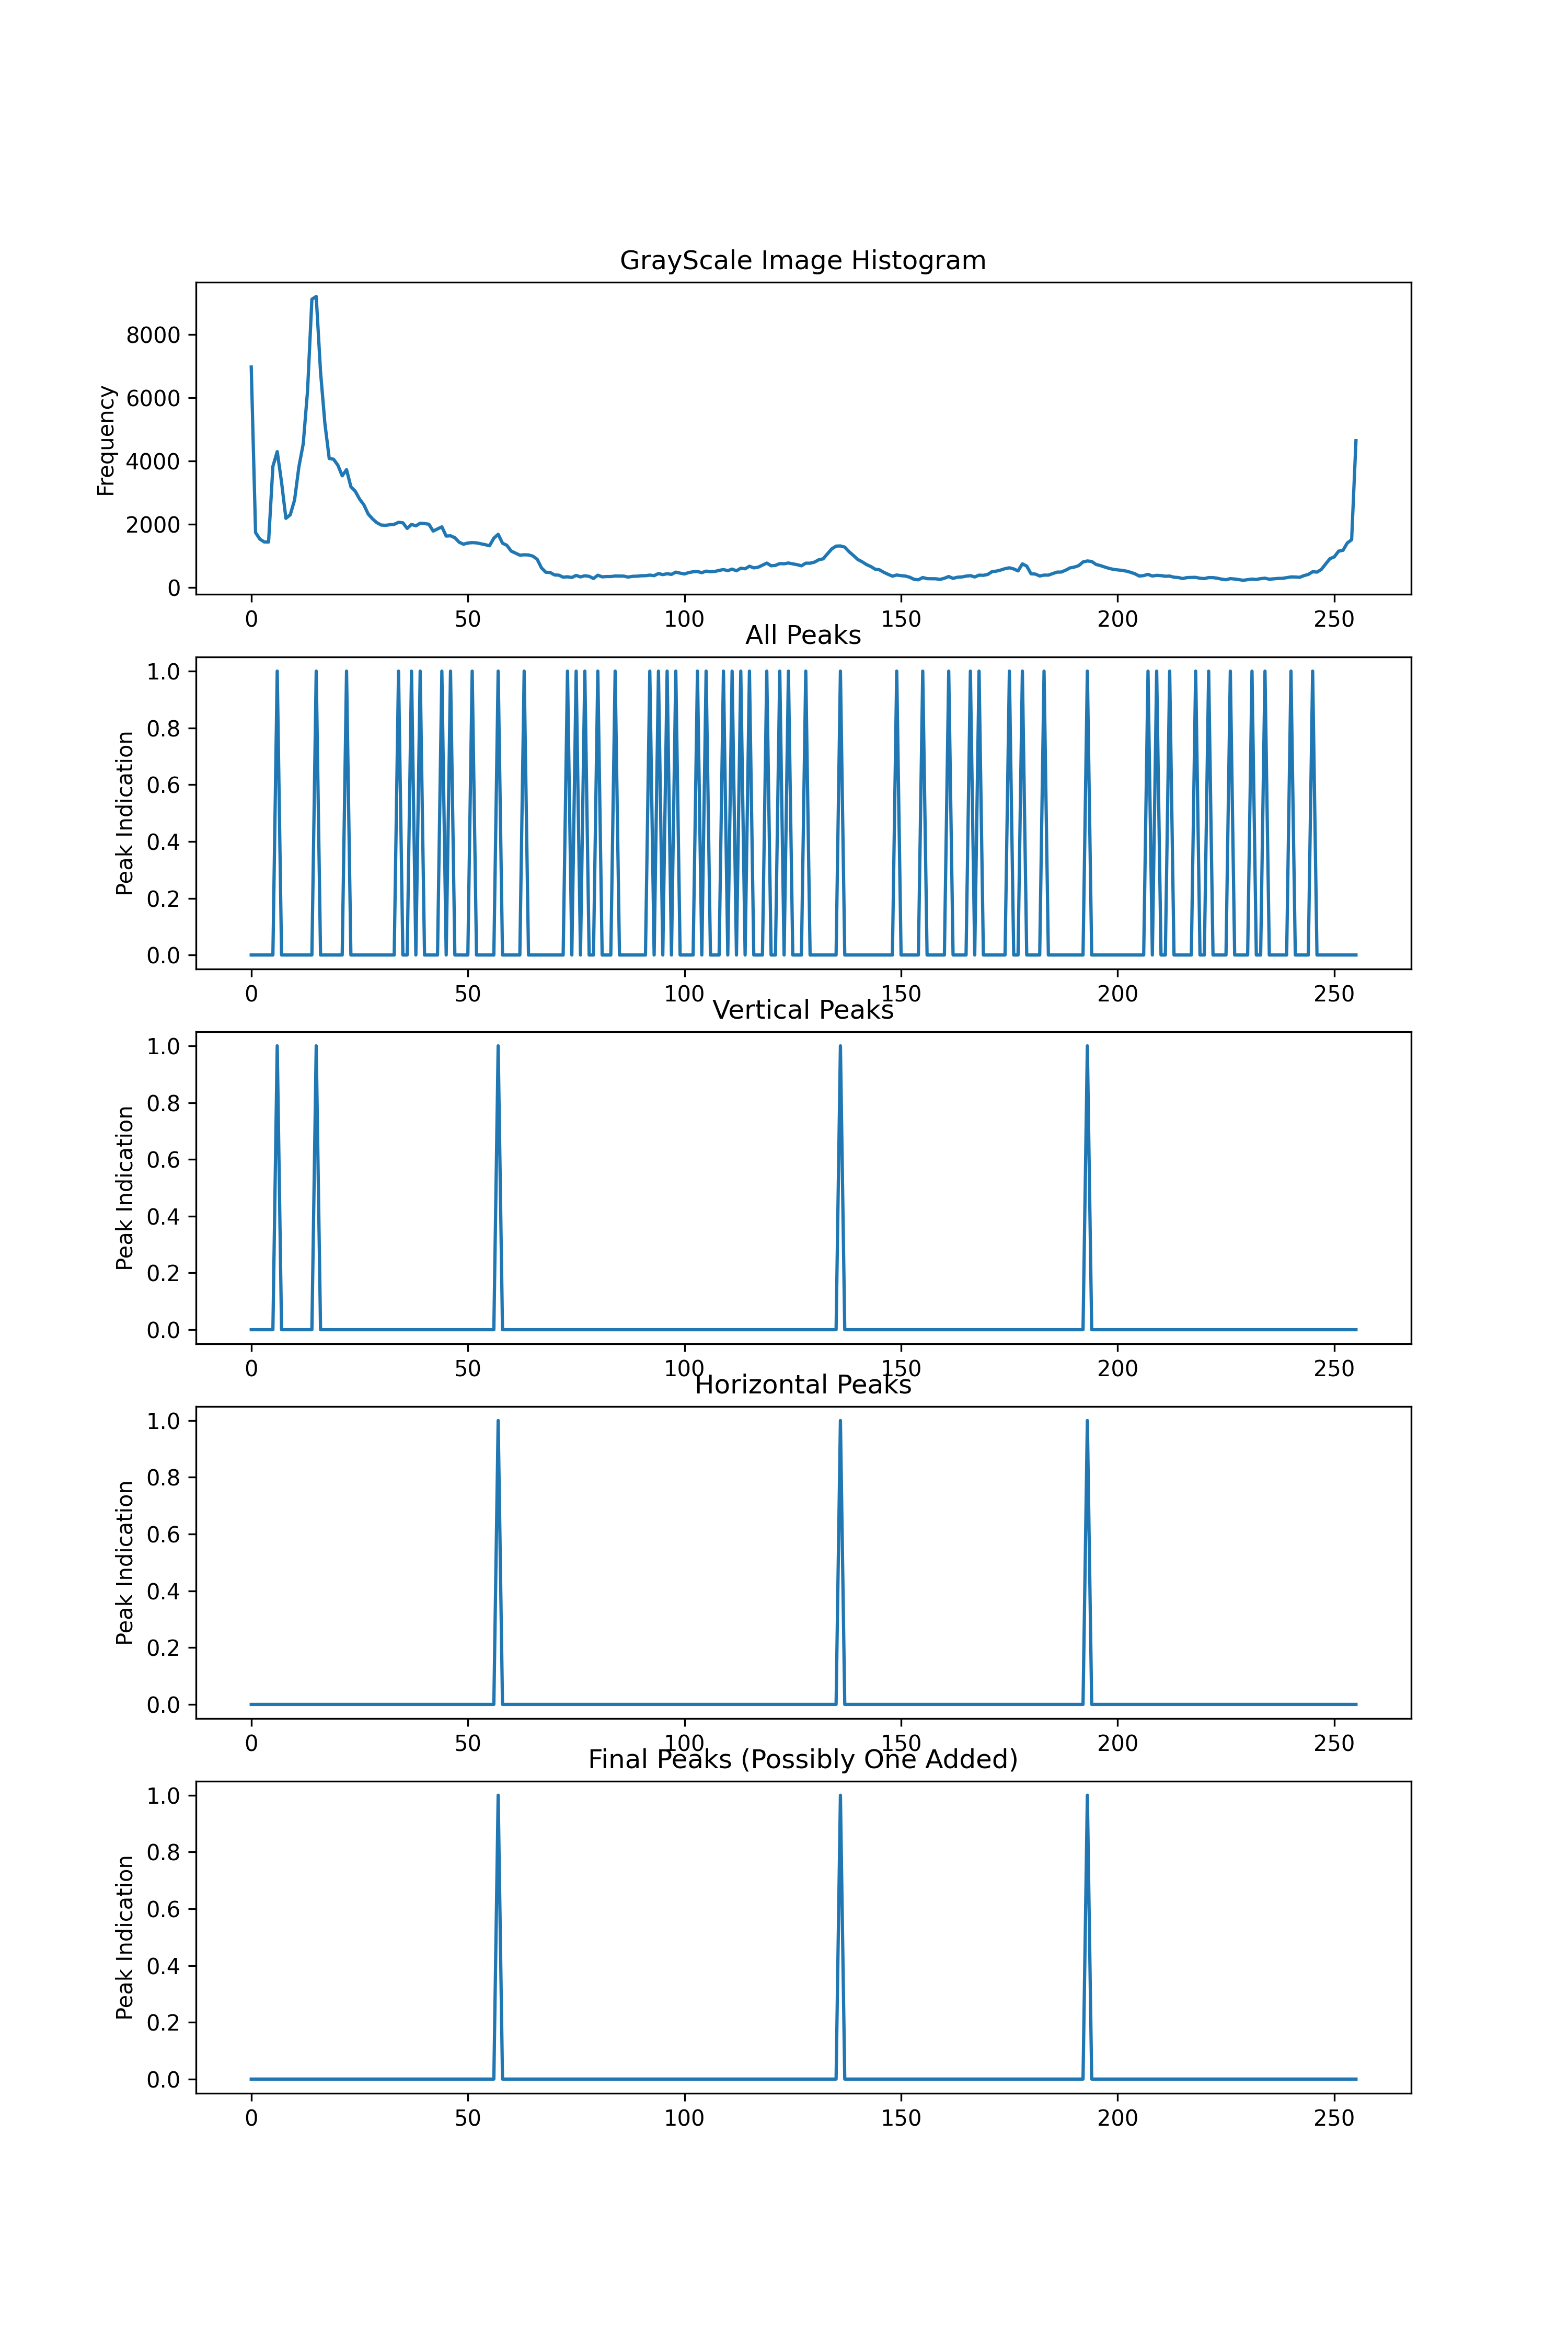 GrayScale Image Histogram
8000
6000
4000
2000
0
Frequency
0 50 100 150 200 250
All Peaks
1.0
0.8
0.6
0.4
0.2
0.0
Peak Indication
0 50 100 150 200 250
Vertical Peaks
1.0
0.8
0.6
0.4
0.2
0.0
Peak Indication
0 50 100 150 200 250
Horizontal Peaks
1.0
0.8
0.6
0.4
0.2
0.0
Peak Indication
0 50 100 150 200 250
Final Peaks (Possibly One Added)
1.0
0.8
0.6
0.4
0.2
0.0
Peak Indication
0 50 100 150 200 250